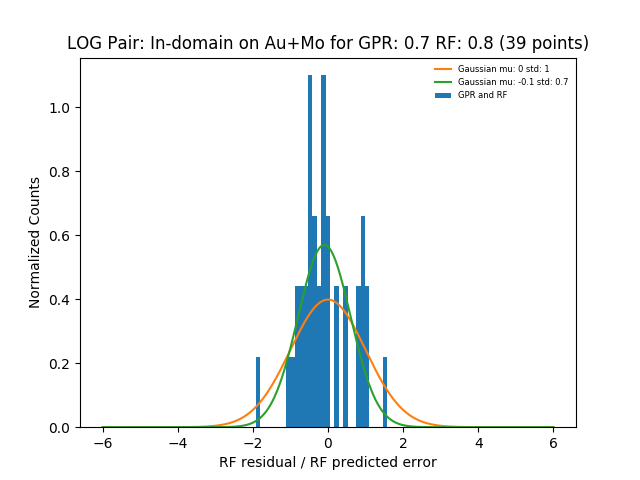 LOG Pair: In-domain on Au+Mo for GPR: 0.7 RF: 0.8 (39 points)
Gaussian mu: 0 std: 1
Gaussian mu: -0.1 std: 0.7
GPR and RF
Normalized Counts
1.0
0.8
0.6
0.4
0.2
0.0
−6 −4 −2 0 2 4 6
RF residual / RF predicted error